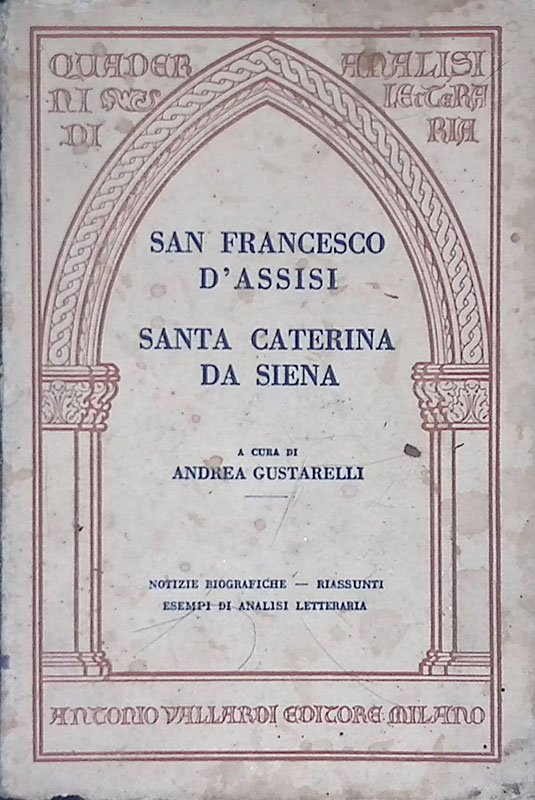 QUADER
NI
DI
ANALISI
LETTERA
RIA
SAN FRANCESCO
D'ASSISI
SANTA CATERINA
DA SIENA
A CURA DI
ANDREA GUSTARELLI
NOTIZIE BIOGRAFICHE — RIASSUNTI
ESEMPI DI ANALISI LETTERARIA
ANTONIO VALLARDI EDITORE·MILANO